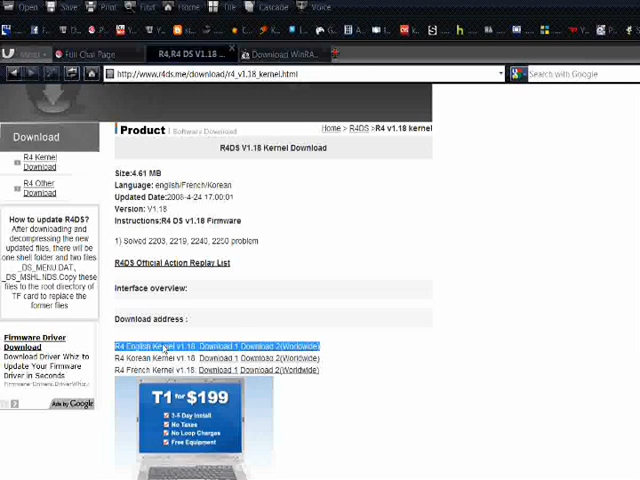 Open Save Print Find Home Tile Cascade Voice
Menu Full Chat Page R4,R4 DS V1.18 ... Download WinRA...
http://www.r4ds.me/download/r4_v1.18_kernel.html Search with Google
Product Software Download Home > R4DS >R4 v1.18 kernel
Download
R4DS V1.18 Kernel Download
R4 Kernel
Download
R4 Other
Download
Size:4.61 MB
Language: english/French/Korean
Updated Date:2008-4-24 17:00:01
Version: V1.18
Instructions:R4 DS v1.18 Firmware
1) Solved 2203, 2219, 2240, 2250 problem
R4DS Official Action Replay List
Interface overview:
Download address :
R4 English Kernel v1.18 Download 1 Download 2(Worldwide)
R4 Korean Kernel v1.18 Download 1 Download 2(Worldwide)
R4 French Kernel v1.18. Download 1 Download 2(Worldwide)
How to update R4DS?
After downloading and
decompressing the new
updated files, there will be
one shell folder and two files
_DS_MENU.DAT,
_DS_MSHL.NDS.Copy these
files to the root directory of
TF card to replace the
former files
Firmware Driver
Download
Download Driver Whiz to
Update Your Firmware
Driver in Seconds
Ads by Google
T1 for $199
3-5 Day Install
No Taxes
No Loop Charges
Free Equipment